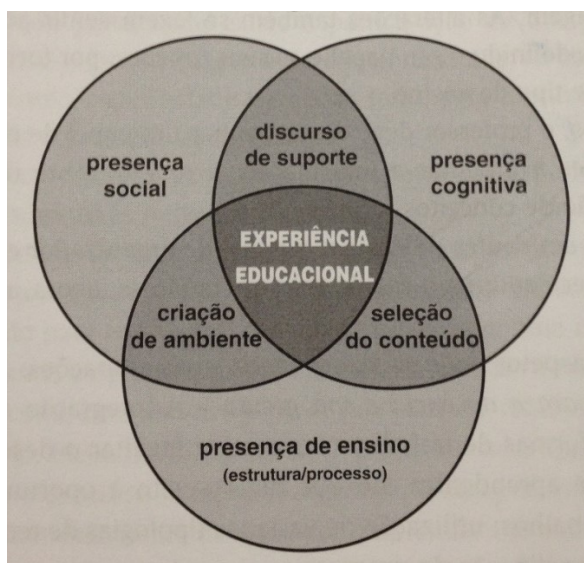 presença
social
discurso
de suporte
presença
cognitiva
EXPERIÊNCIA
EDUCACIONAL
criação
de ambiente
seleção
do conteúdo
presença de ensino
(estrutura/processo)